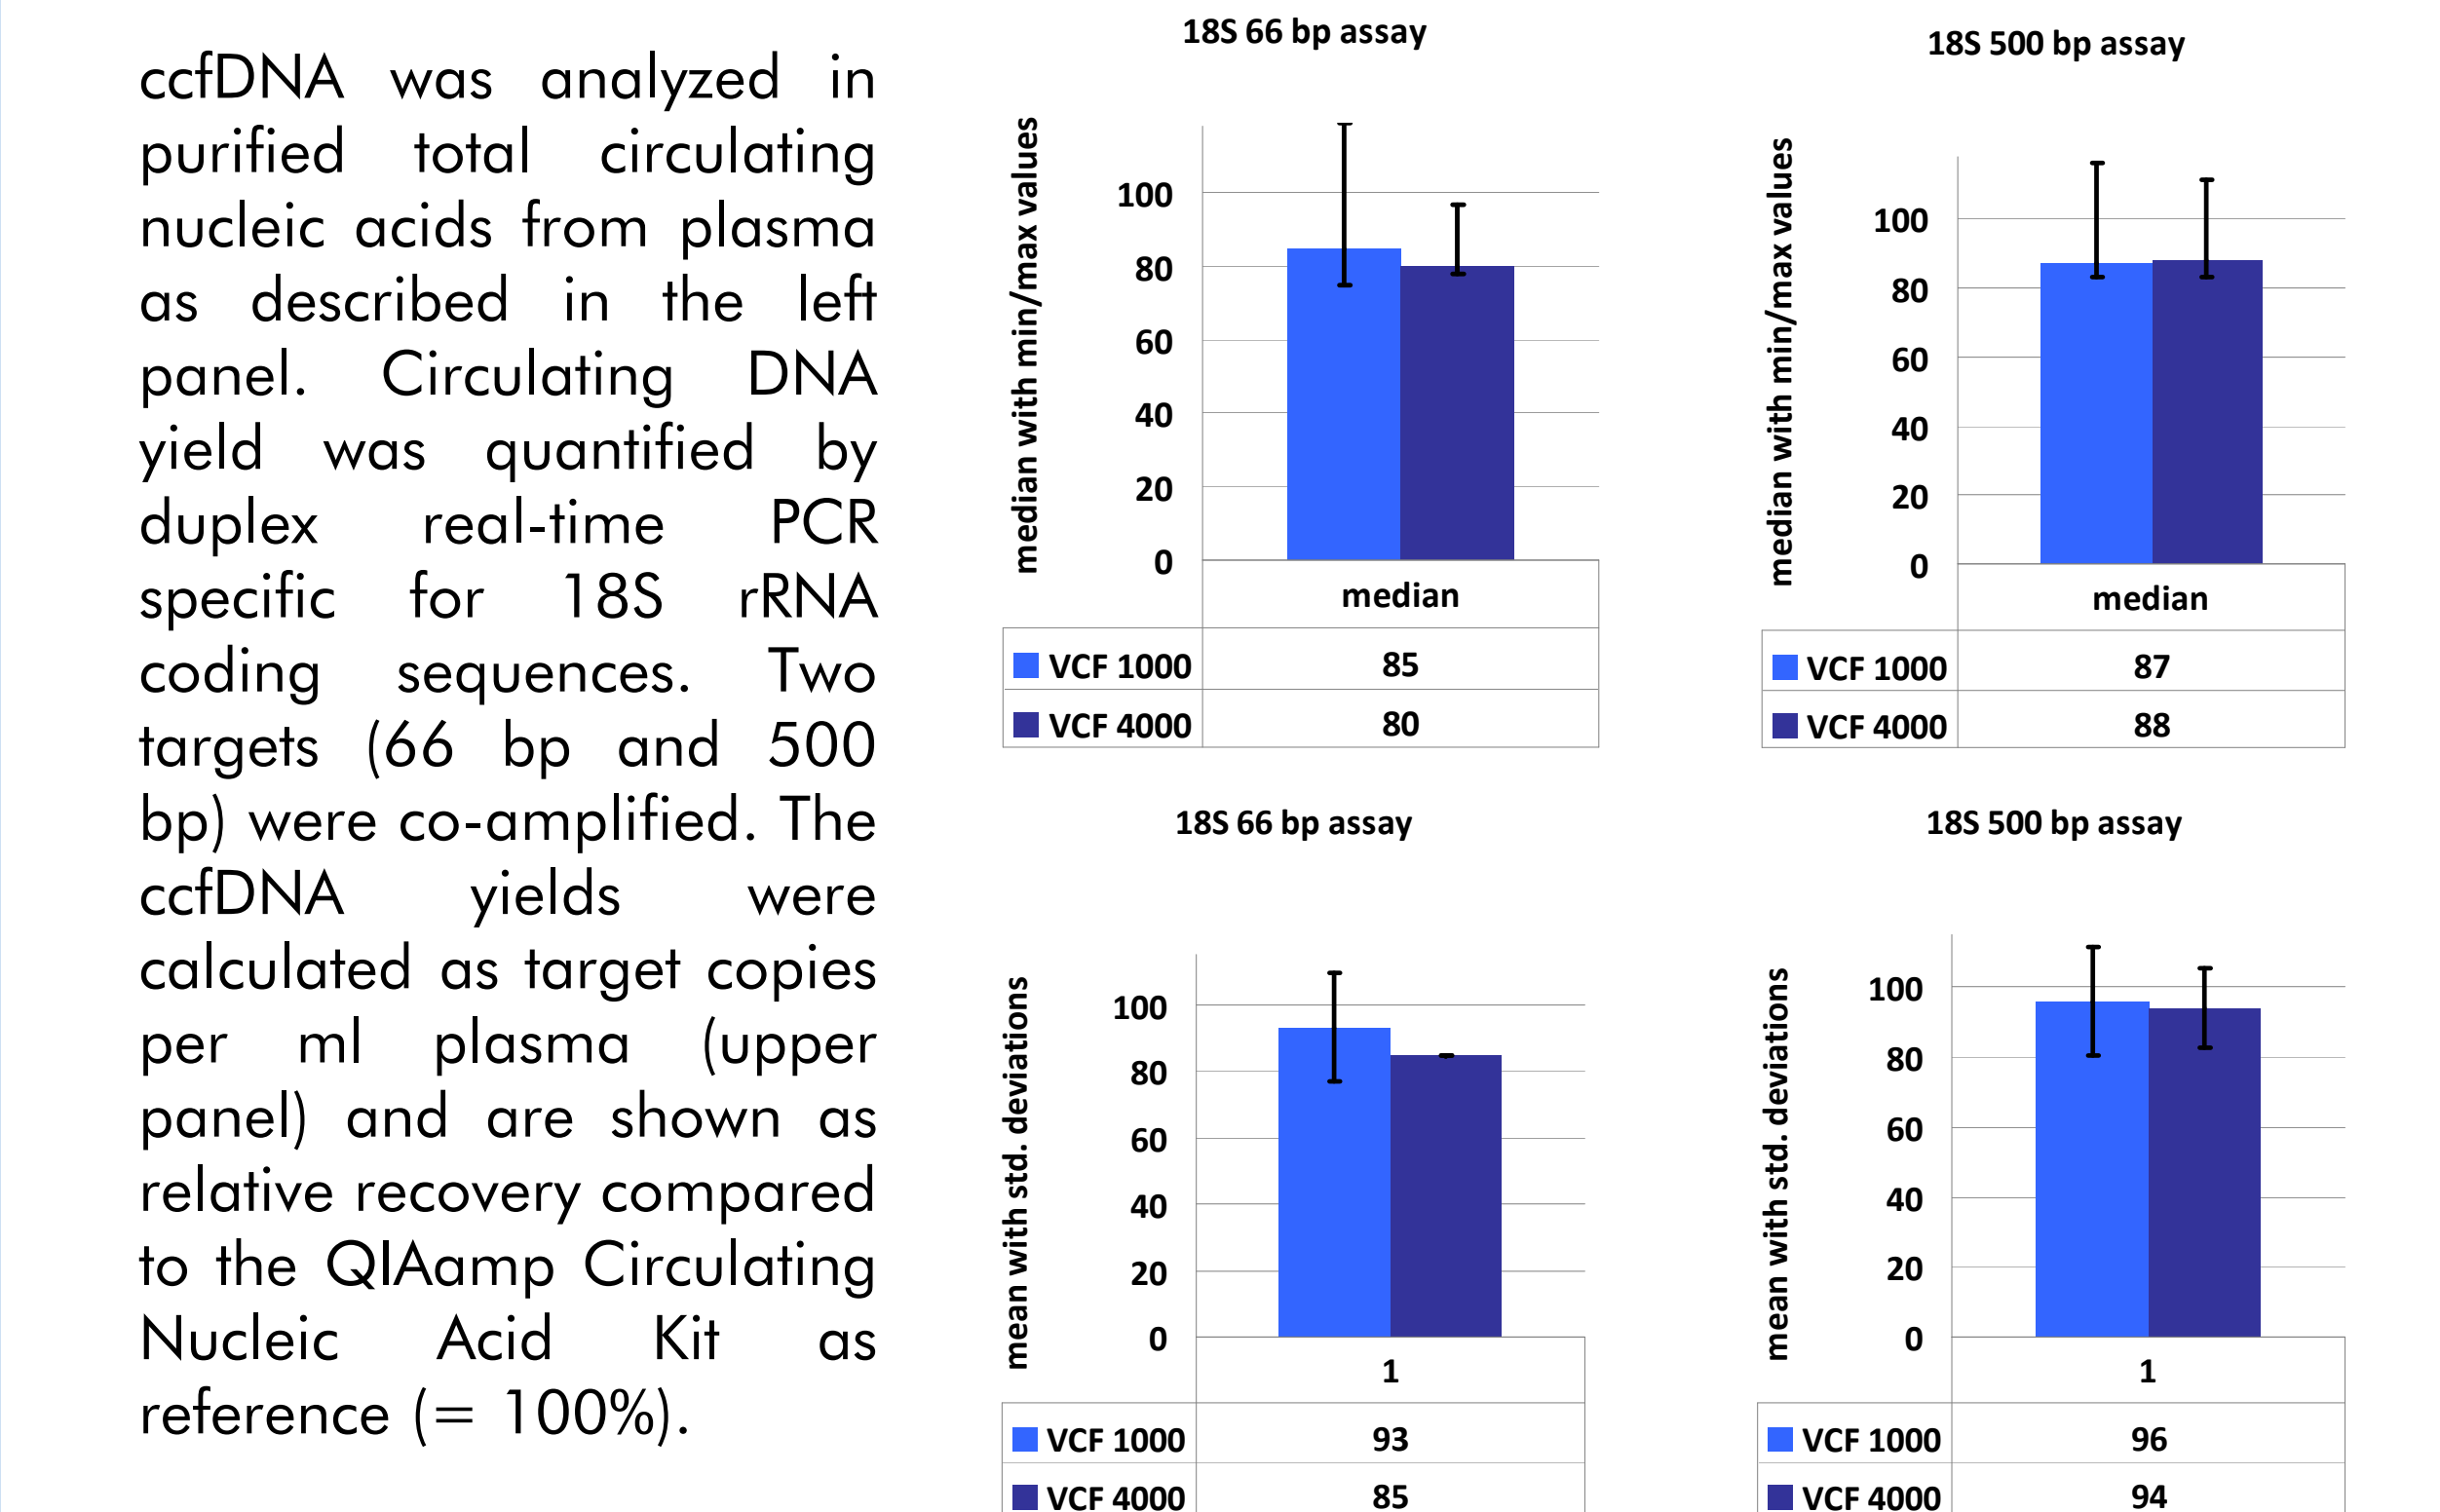 ccfDNA was analyzed in
purified total circulating
nucleic acids from plasma
as described in the left
panel. Circulating DNA
yield was quantified by
duplex real-time PCR
specific for 18S rRNA
coding sequences. Two
targets (66 bp and 500
bp) were co-amplified. The
ccfDNA yields were
calculated as target copies
per ml plasma (upper
panel) and are shown as
relative recovery compared
to the QIAamp Circulating
Nucleic Acid Kit as
reference (= 100%).
18S 66 bp assay
median with min/max values
100
80
60
40
20
0
median
VCF 1000 85
VCF 4000 80
18S 500 bp assay
median with min/max values
100
80
60
40
20
0
median
VCF 1000 87
VCF 4000 88
18S 66 bp assay
mean with std. deviations
100
80
60
40
20
0
1
VCF 1000 93
VCF 4000 85
18S 500 bp assay
mean with std. deviations
100
80
60
40
20
0
1
VCF 1000 96
VCF 4000 94